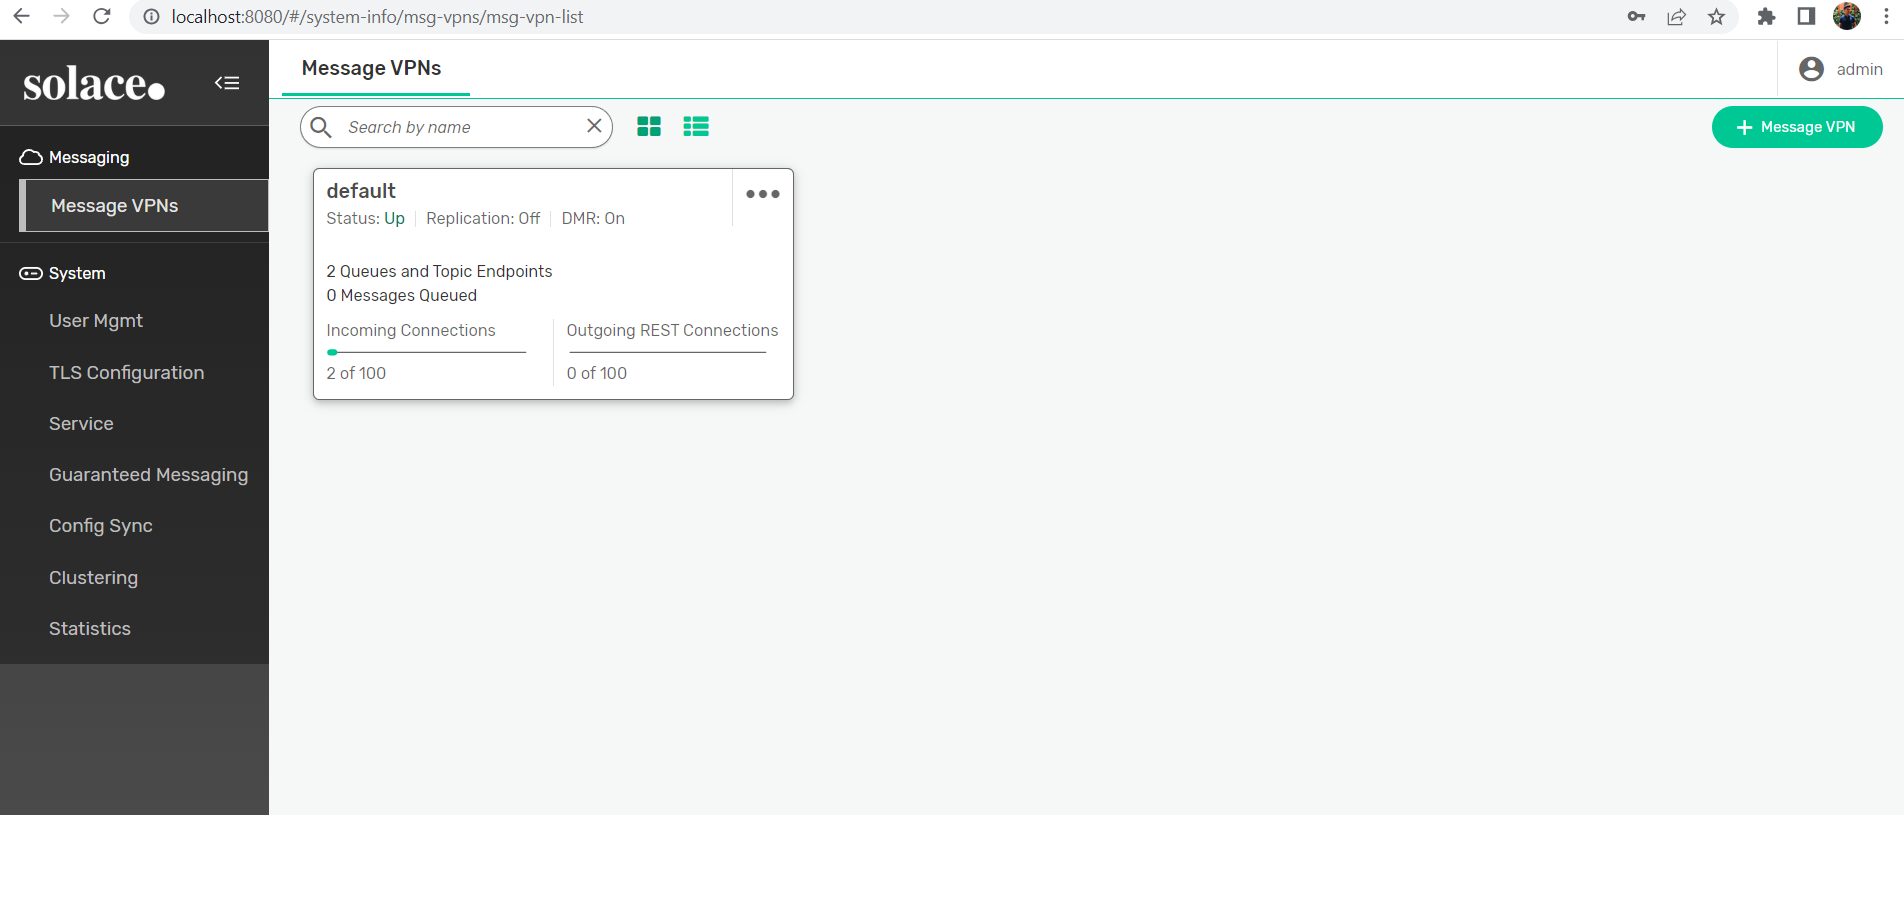 localhost:8080/#/system-info/msg-vpns/msg-vpn-list
solace.
Messaging
Message VPNs
System
User Mgmt
TLS Configuration
Service
Guaranteed Messaging
Config Sync
Clustering
Statistics
Message VPNs
admin
Search by name
+ Message VPN
default
Status: Up | Replication: Off | DMR: On
2 Queues and Topic Endpoints
0 Messages Queued
Incoming Connections
2 of 100
Outgoing REST Connections
0 of 100